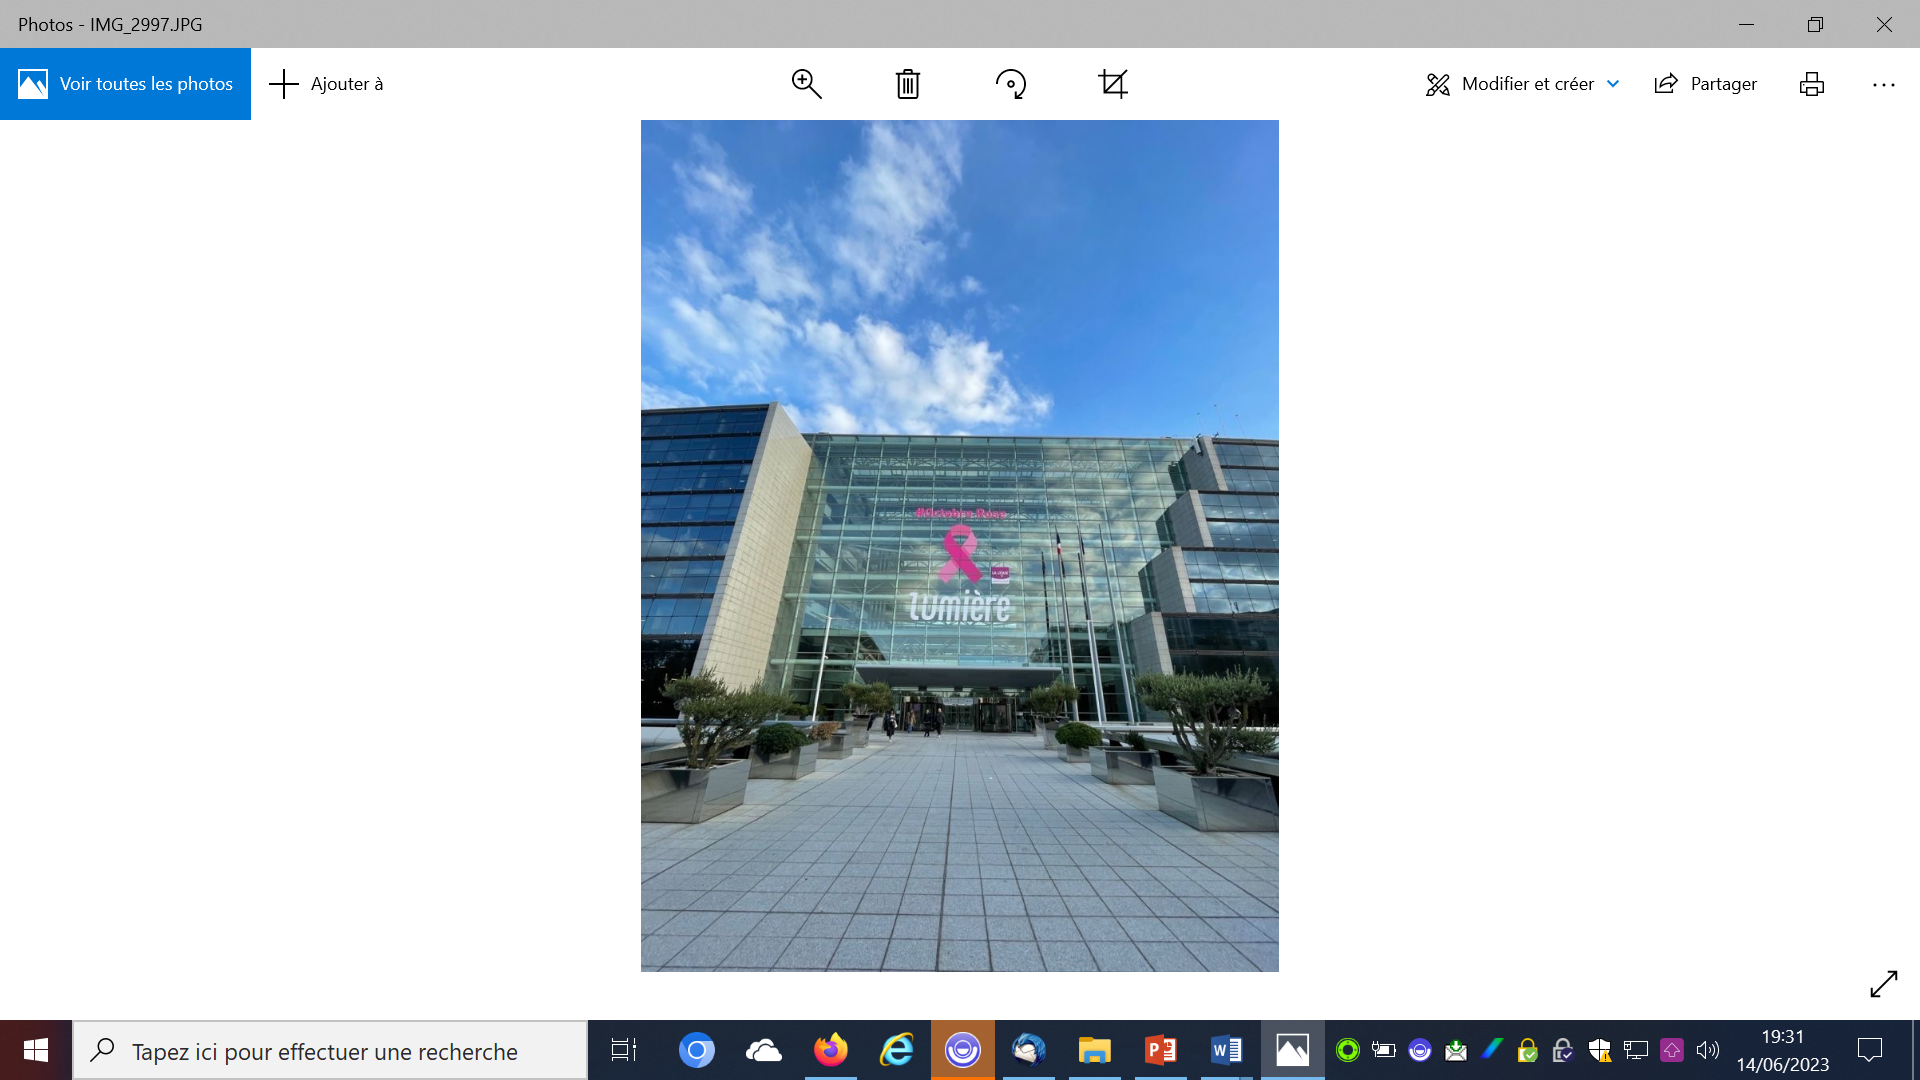 Photos - IMG_2997.JPG
Voir toutes les photos
Ajouter à
Modifier et créer
Partager
#Octobre Rose
lumière
Tapez ici pour effectuer une recherche
19:31
14/06/2023